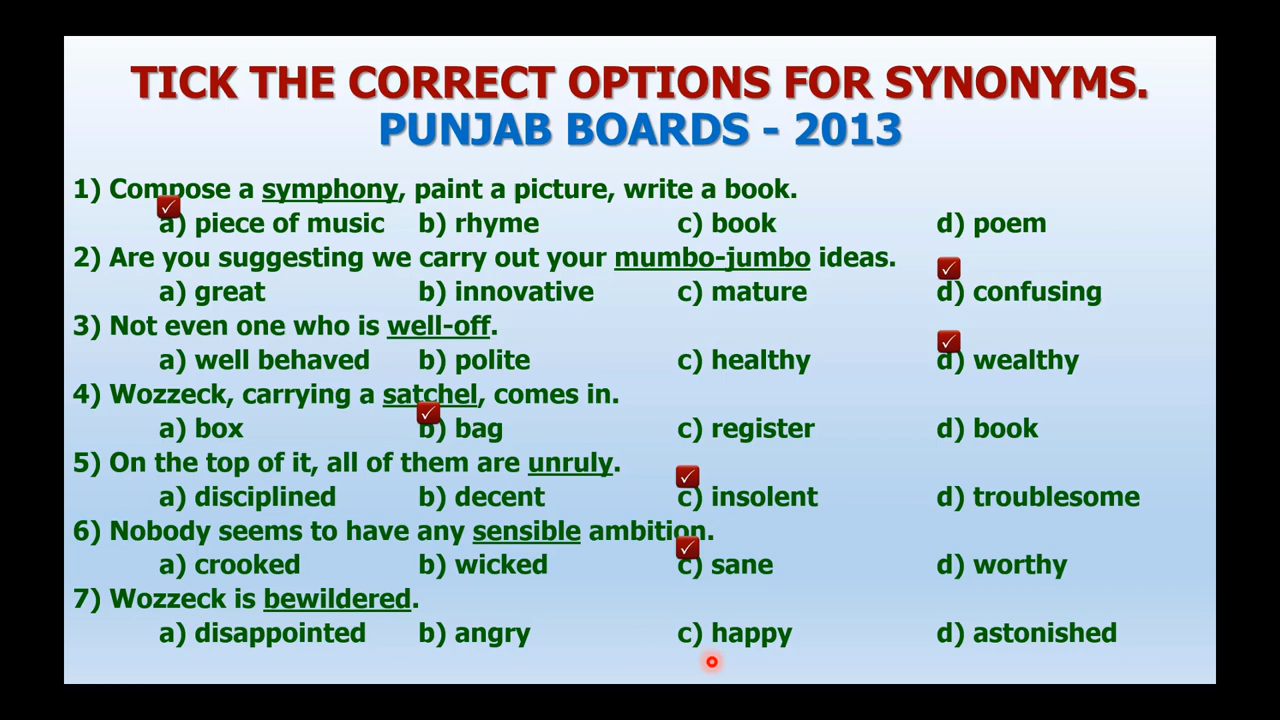 TICK THE CORRECT OPTIONS FOR SYNONYMS.
PUNJAB BOARDS - 2013
1) Compose a symphony, paint a picture, write a book.
a) piece of music b) rhyme c) book d) poem
2) Are you suggesting we carry out your mumbo-jumbo ideas.
a) great b) innovative c) mature d) confusing
3) Not even one who is well-off.
a) well behaved b) polite c) healthy d) wealthy
4) Wozzeck, carrying a satchel, comes in.
a) box b) bag c) register d) book
5) On the top of it, all of them are unruly.
a) disciplined b) decent c) insolent d) troublesome
6) Nobody seems to have any sensible ambition.
a) crooked b) wicked c) sane d) worthy
7) Wozzeck is bewildered.
a) disappointed b) angry c) happy d) astonished